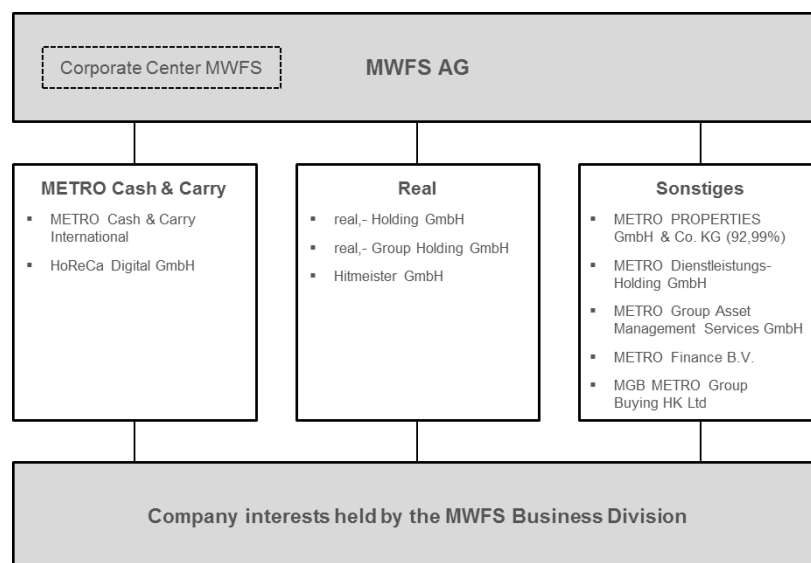 Corporate Center MWFS
MWFS AG
METRO Cash & Carry
▪ METRO Cash & Carry
International
▪ HoReCa Digital GmbH
Real
▪ real,- Holding GmbH
▪ real,- Group Holding GmbH
▪ Hitmeister GmbH
Sonstiges
▪ METRO PROPERTIES
GmbH & Co. KG (92,99%)
▪ METRO Dienstleistungs-
Holding GmbH
▪ METRO Group Asset
Management Services GmbH
▪ METRO Finance B.V.
▪ MGB METRO Group
Buying HK Ltd
Company interests held by the MWFS Business Division